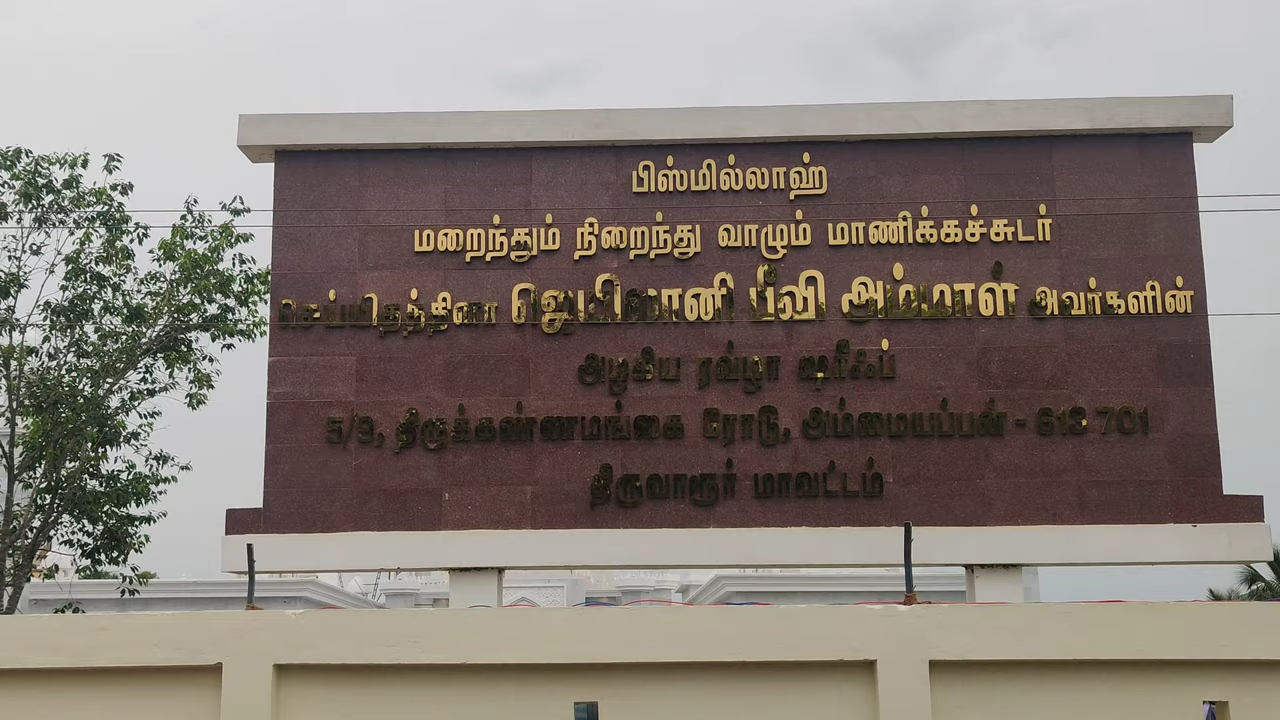 பிஸ்மில்லாஹ்
மறைந்தும் நிறைந்து வாழும் மாணிக்கச்சுடர்
செய்யிதத்தினா ஜெயிலானி பீவி அம்மாள் அவர்களின்
அழகிய ரவ்ழா ஷரீஃப்
5/9, திருக்கண்ணமங்கை ரோடு, அம்மையப்பன் - 613 701
திருவாரூர் மாவட்டம்